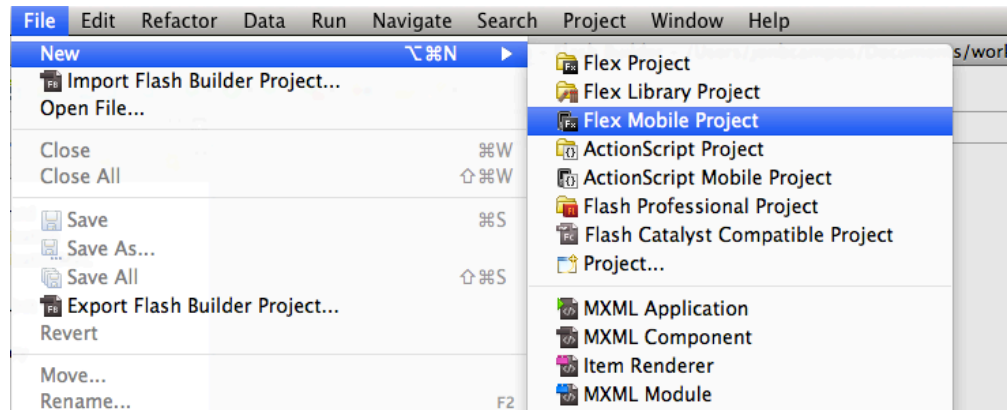 File Edit Refactor Data Run Navigate Search Project Window Help
New ⌥⌘N
Import Flash Builder Project...
Open File...
Close ⌘W
Close All ⇧⌘W
Save ⌘S
Save As...
Save All ⇧⌘S
Export Flash Builder Project...
Revert
Move...
Rename... F2
Flex Project
Flex Library Project
Flex Mobile Project
ActionScript Project
ActionScript Mobile Project
Flash Professional Project
Flash Catalyst Compatible Project
Project...
MXML Application
MXML Component
Item Renderer
MXML Module